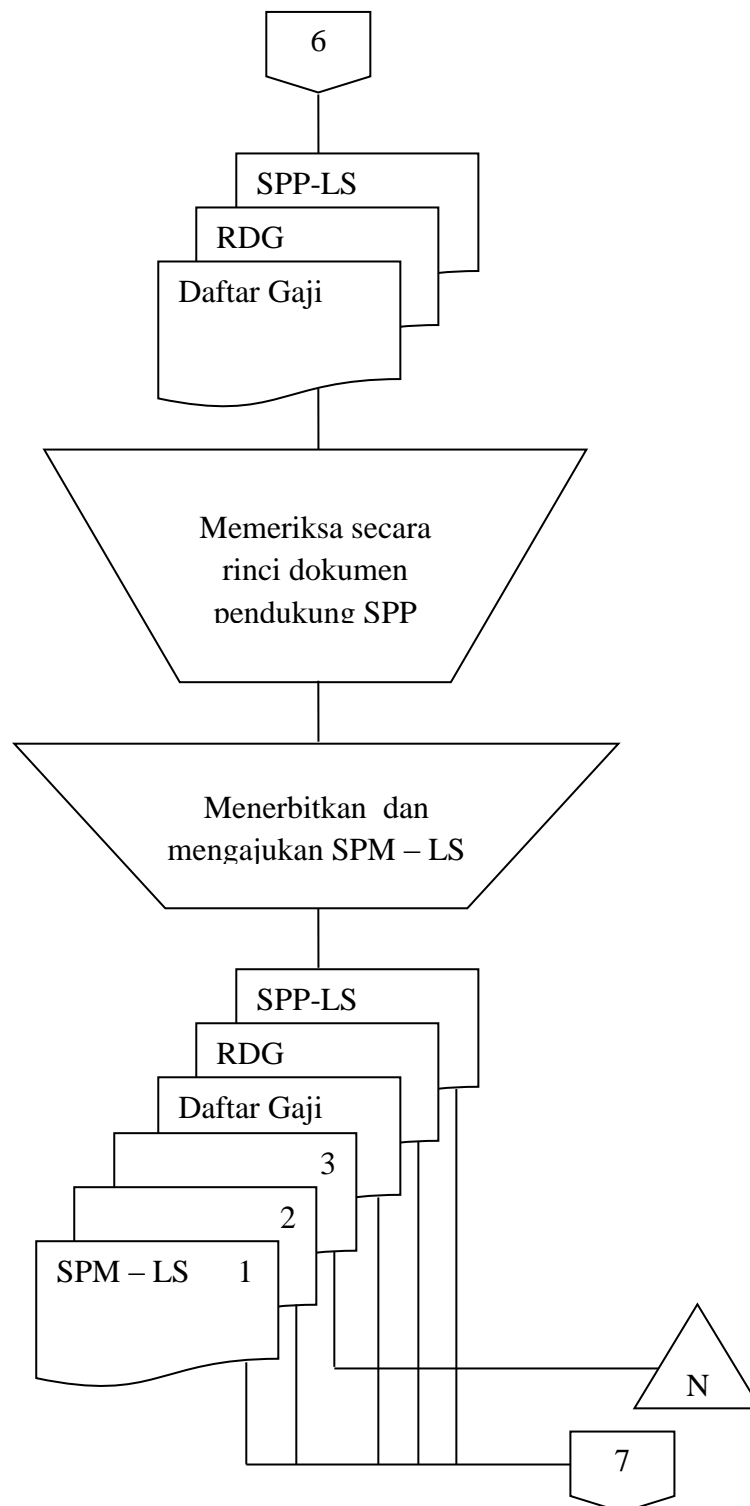 6
SPP-LS
RDG
Daftar Gaji
Memeriksa secara
rinci dokumen
pendukung SPP
Menerbitkan dan
mengajukan SPM – LS
SPP-LS
RDG
Daftar Gaji
3
2
SPM – LS 1
N
7